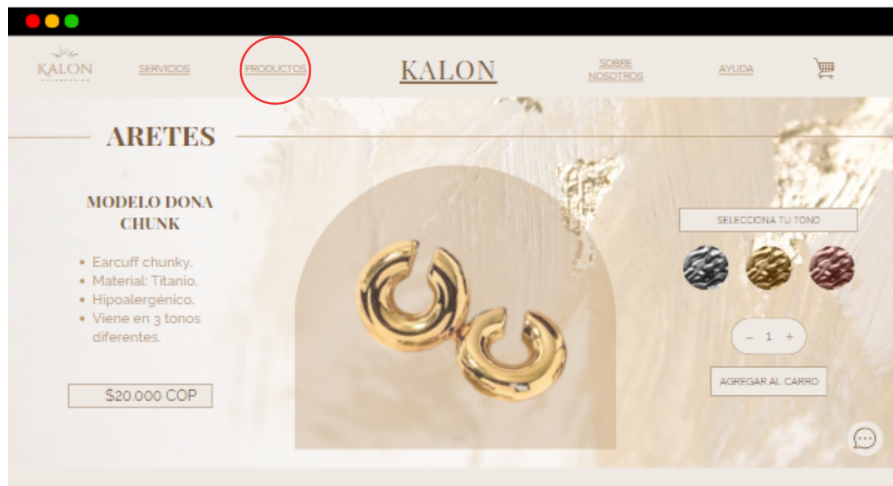 KALON
SERVICIOS
PRODUCTOS
KALON
SOBRE
NOSOTROS
AYUDA
ARETES
MODELO DONA
CHUNK
• Earcuff chunky.
• Material: Titanio.
• Hipoalergénico.
• Viene en 3 tonos
diferentes.
$20.000 COP
SELECCIONA TU TONO
- 1 +
AGREGAR AL CARRO